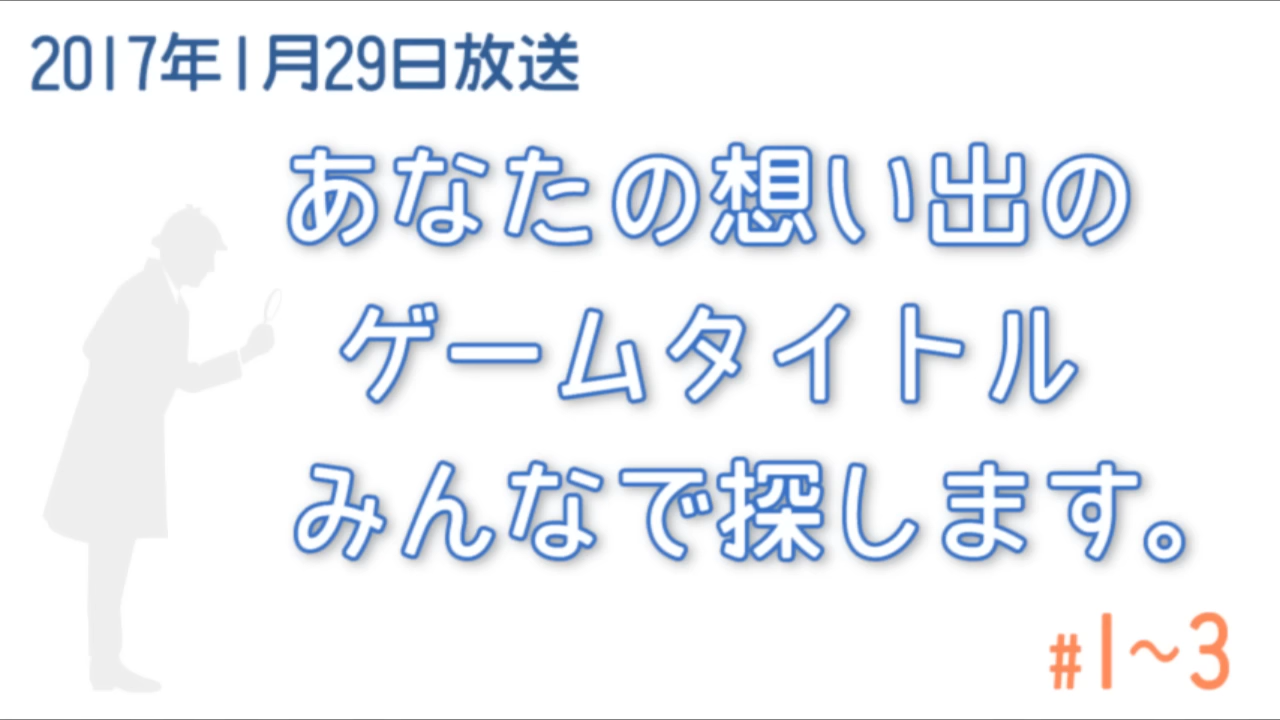 2017年1月29日放送
あなたの想い出の
ゲームタイトル
みんなで探します。
#1～3